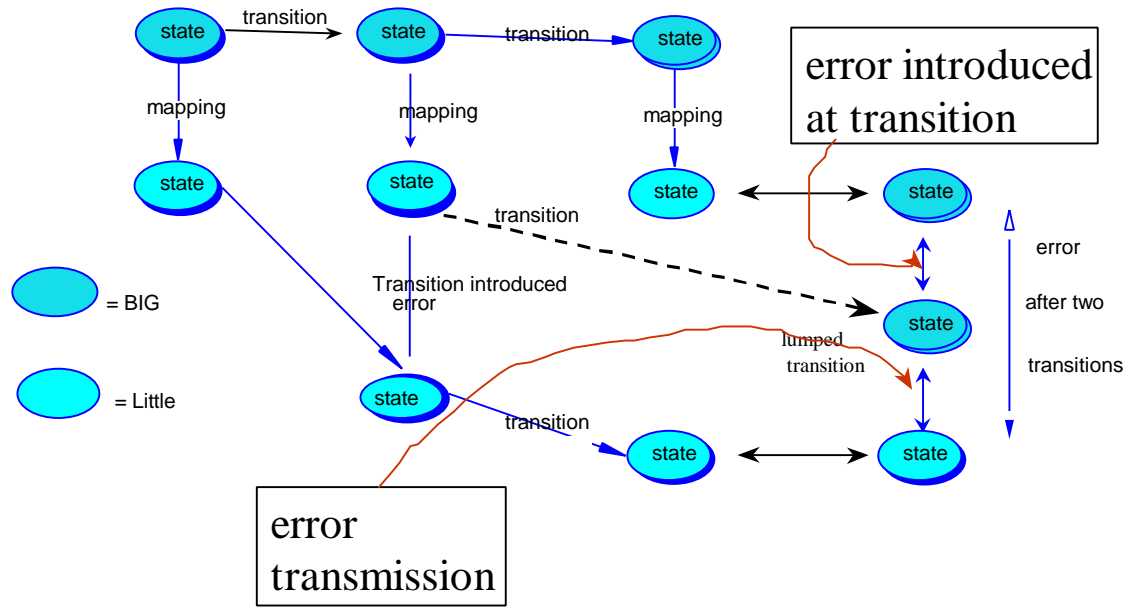 transition
state
state
transition
state
error introduced
at transition
mapping
mapping
mapping
state
state
state
state
transition
error
Transition introduced
error
= BIG
after two
state
lumped
transition
transitions
state
= Little
transition
state
state
error
transmission